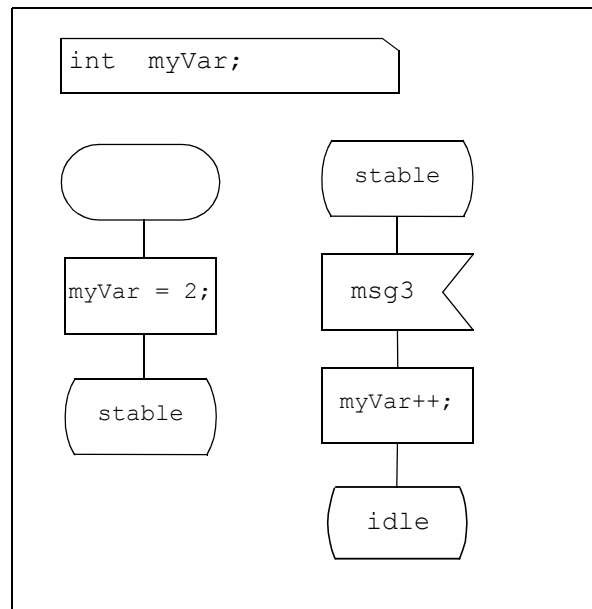 int  myVar;
myVar = 2;
stable
stable
msg3
myVar++;
idle